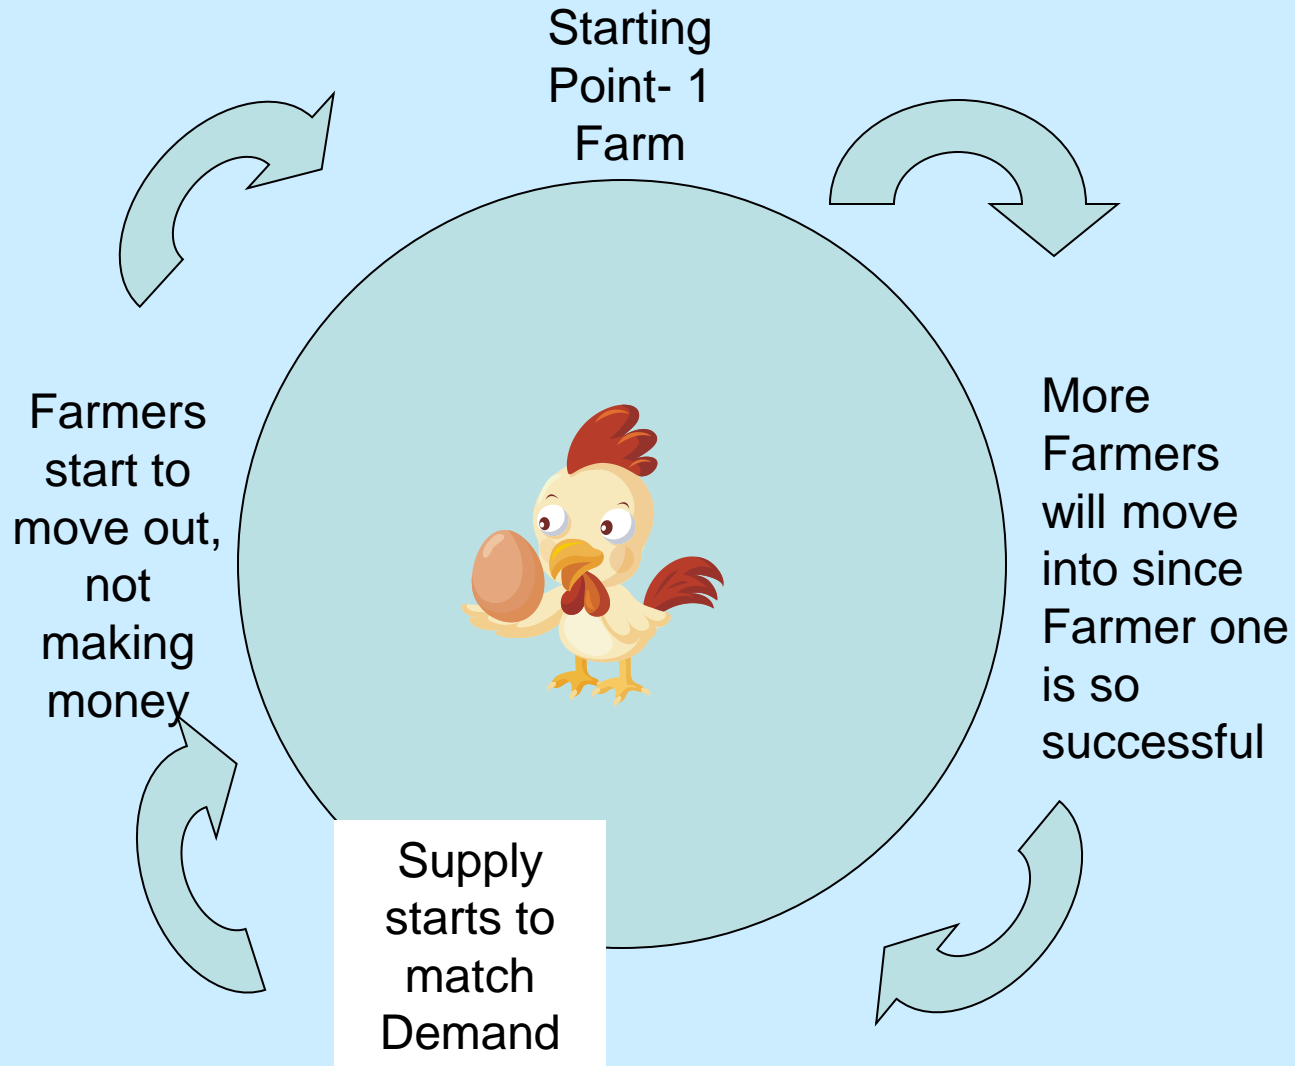 Starting
Point- 1
Farm
More
Farmers
will move
into since
Farmer one
is so
successful
Supply
starts to
match
Demand
Farmers
start to
move out,
not
making
money